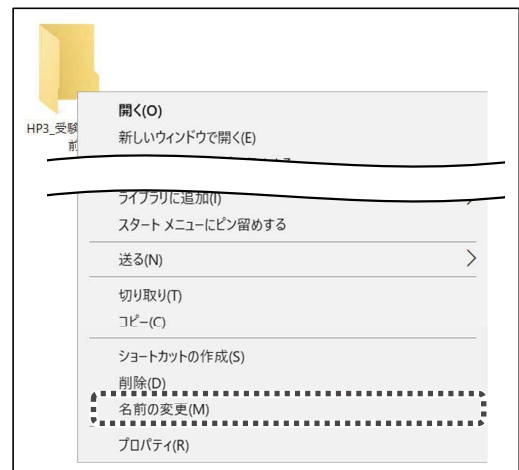 HP3_受験
前
開く(O)
新しいウィンドウで開く(E)
ライブラリに追加(I)
スタート メニューにピン留めする
送る(N)
切り取り(T)
コピー(C)
ショートカットの作成(S)
削除(D)
名前の変更(M)
プロパティ(R)